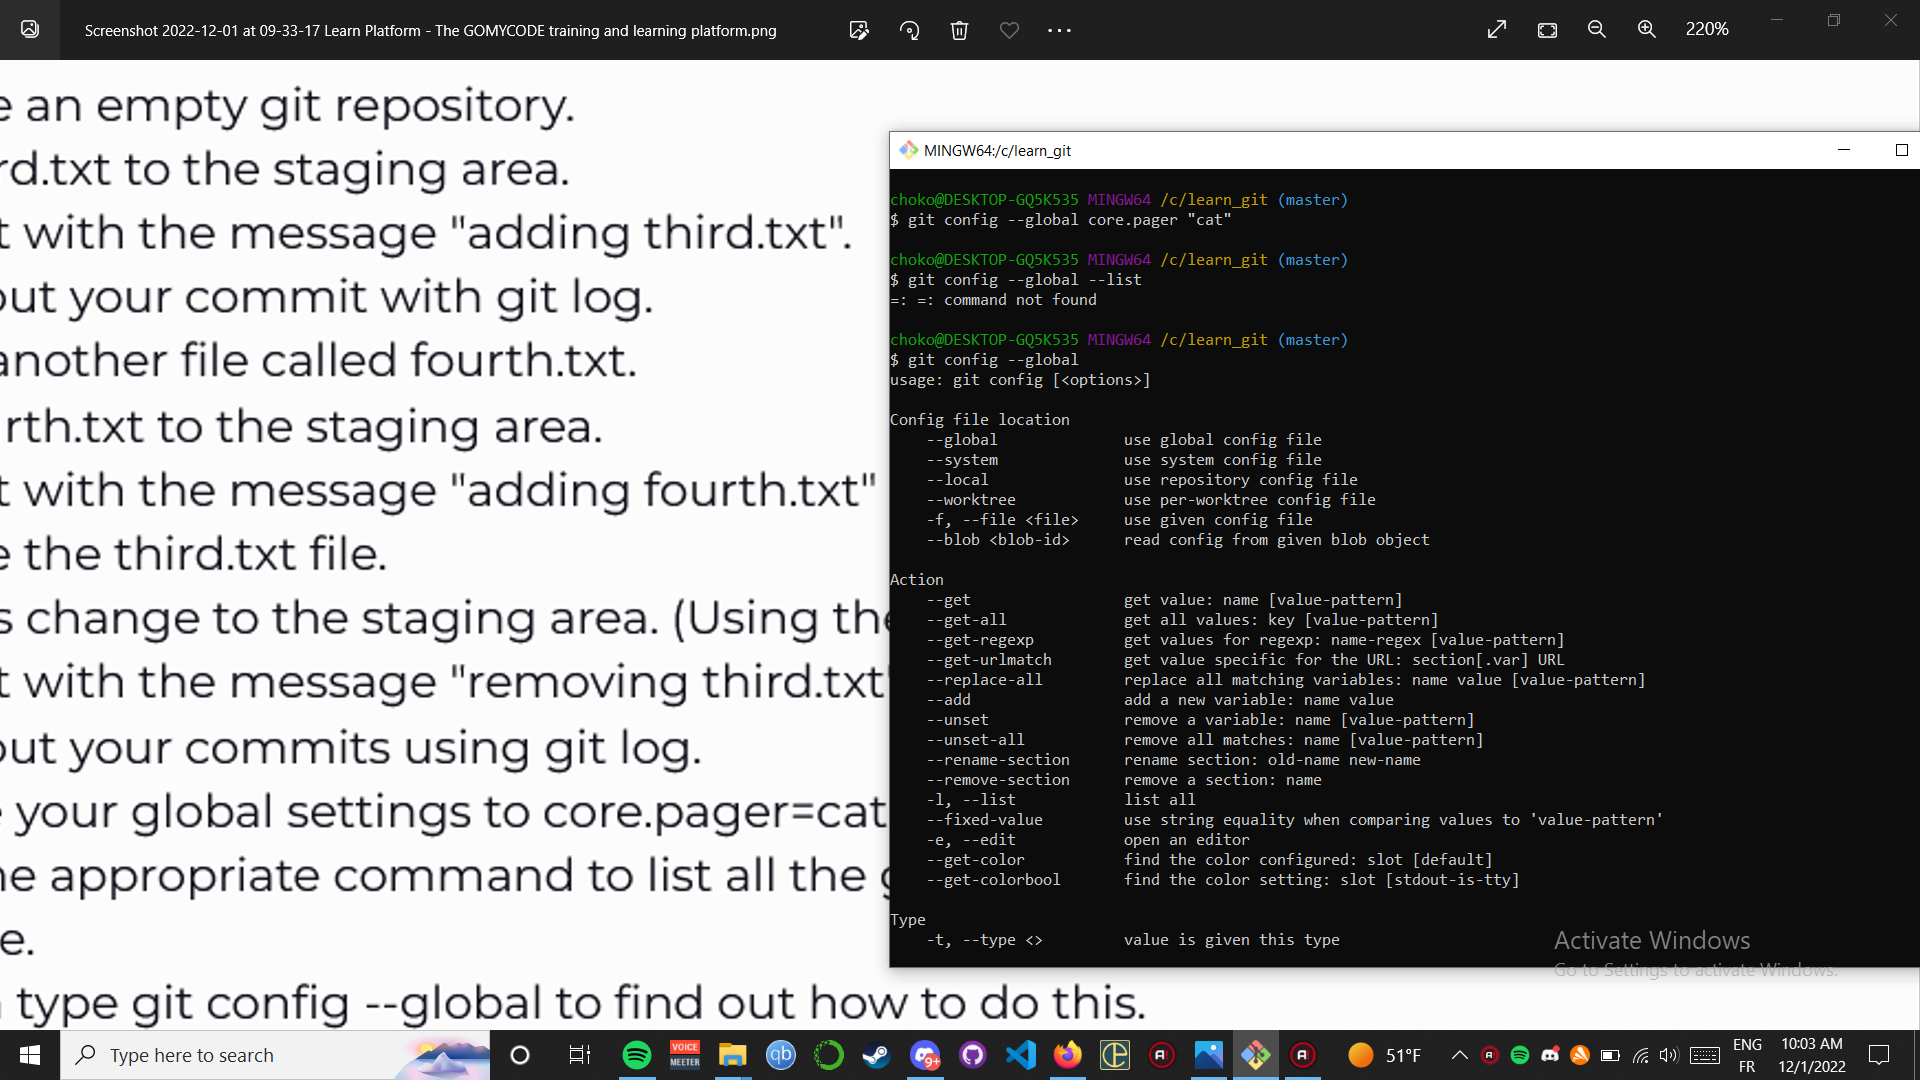 Screenshot 2022-12-01 at 09-33-17 Learn Platform - The GOMYCODE training and learning platform.png
220%
e an empty git repository.
rd.txt to the staging area.
t with the message "adding third.txt".
out your commit with git log.
another file called fourth.txt.
rth.txt to the staging area.
t with the message "adding fourth.txt"
e the third.txt file.
s change to the staging area. (Using the
t with the message "removing third.txt"
out your commits using git log.
e your global settings to core.pager=cat
he appropriate command to list all the g
e.
n type git config --global to find out how to do this.
MINGW64:/c/learn_git
choko@DESKTOP-GQ5K535 MINGW64 /c/learn_git (master)
$ git config --global core.pager "cat"
choko@DESKTOP-GQ5K535 MINGW64 /c/learn_git (master)
$ git config --global --list
=: =: command not found
choko@DESKTOP-GQ5K535 MINGW64 /c/learn_git (master)
$ git config --global
usage: git config [<options>]
Config file location
--global use global config file
--system use system config file
--local use repository config file
--worktree use per-worktree config file
-f, --file <file> use given config file
--blob <blob-id> read config from given blob object
Action
--get get value: name [value-pattern]
--get-all get all values: key [value-pattern]
--get-regexp get values for regexp: name-regex [value-pattern]
--get-urlmatch get value specific for the URL: section[.var] URL
--replace-all replace all matching variables: name value [value-pattern]
--add add a new variable: name value
--unset remove a variable: name [value-pattern]
--unset-all remove all matches: name [value-pattern]
--rename-section rename section: old-name new-name
--remove-section remove a section: name
-l, --list list all
--fixed-value use string equality when comparing values to 'value-pattern'
-e, --edit open an editor
--get-color find the color configured: slot [default]
--get-colorbool find the color setting: slot [stdout-is-tty]
Type
-t, --type <> value is given this type
Activate Windows
Go to Settings to activate Windows.
Type here to search
VOICE
MEETER
qb
9+
51°F
ENG
FR
10:03 AM
12/1/2022